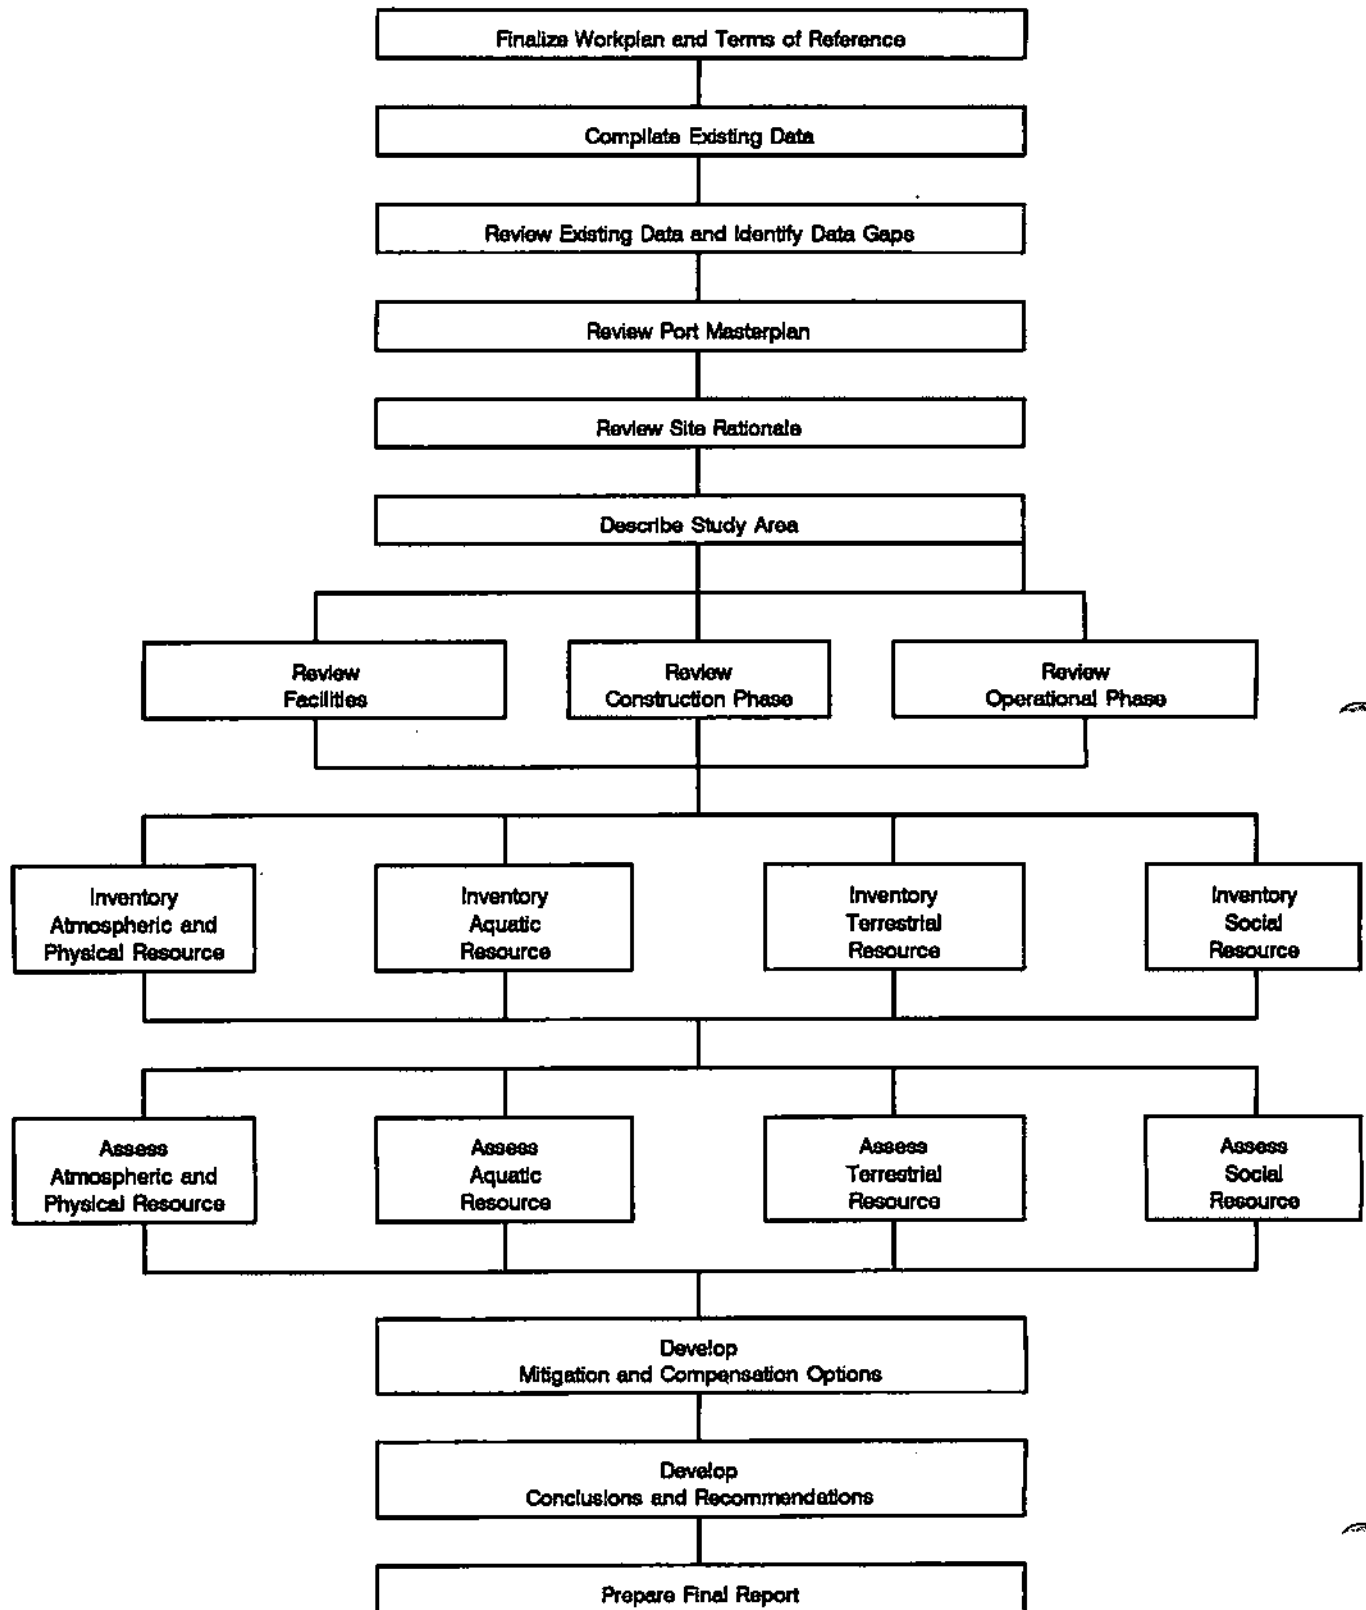 Finalize Workplan and Terms of Reference
Compilate Existing Data
Review Existing Data and Identify Data Gaps
Review Port Masterplan
Review Site Rationale
Describe Study Area
Review
Facilities
Review
Construction Phase
Review
Operational Phase
Inventory
Atmospheric and
Physical Resource
Inventory
Aquatic
Resource
Inventory
Terrestrial
Resource
Inventory
Social
Resource
Assess
Atmospheric and
Physical Resource
Assess
Aquatic
Resource
Assess
Terrestrial
Resource
Assess
Social
Resource
Develop
Mitigation and Compensation Options
Develop
Conclusions and Recommendations
Prepare Final Report